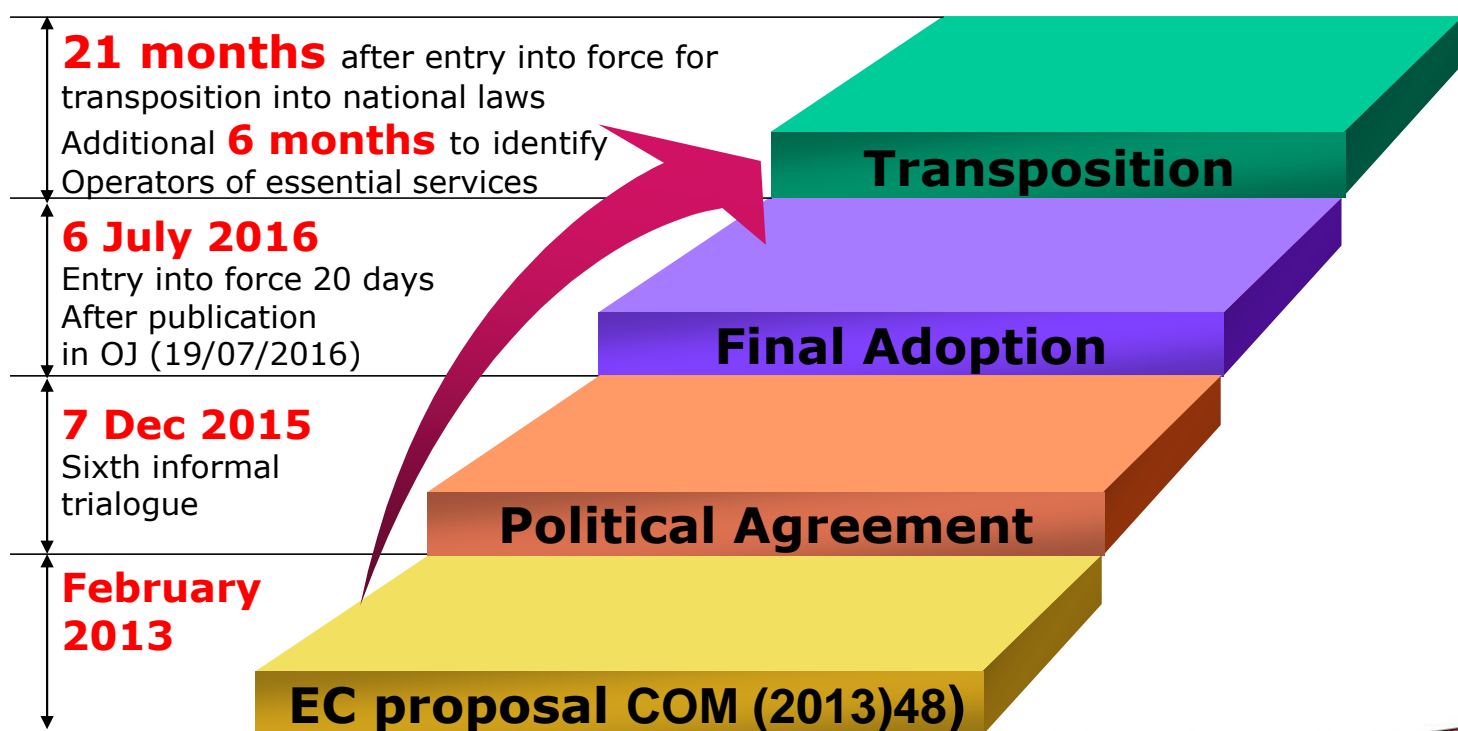 21 months after entry into force for
transposition into national laws
Additional 6 months to identify
Operators of essential services
Transposition
6 July 2016
Entry into force 20 days
After publication
in OJ (19/07/2016)
Final Adoption
7 Dec 2015
Sixth informal
trialogue
Political Agreement
February
2013
EC proposal COM (2013)48)